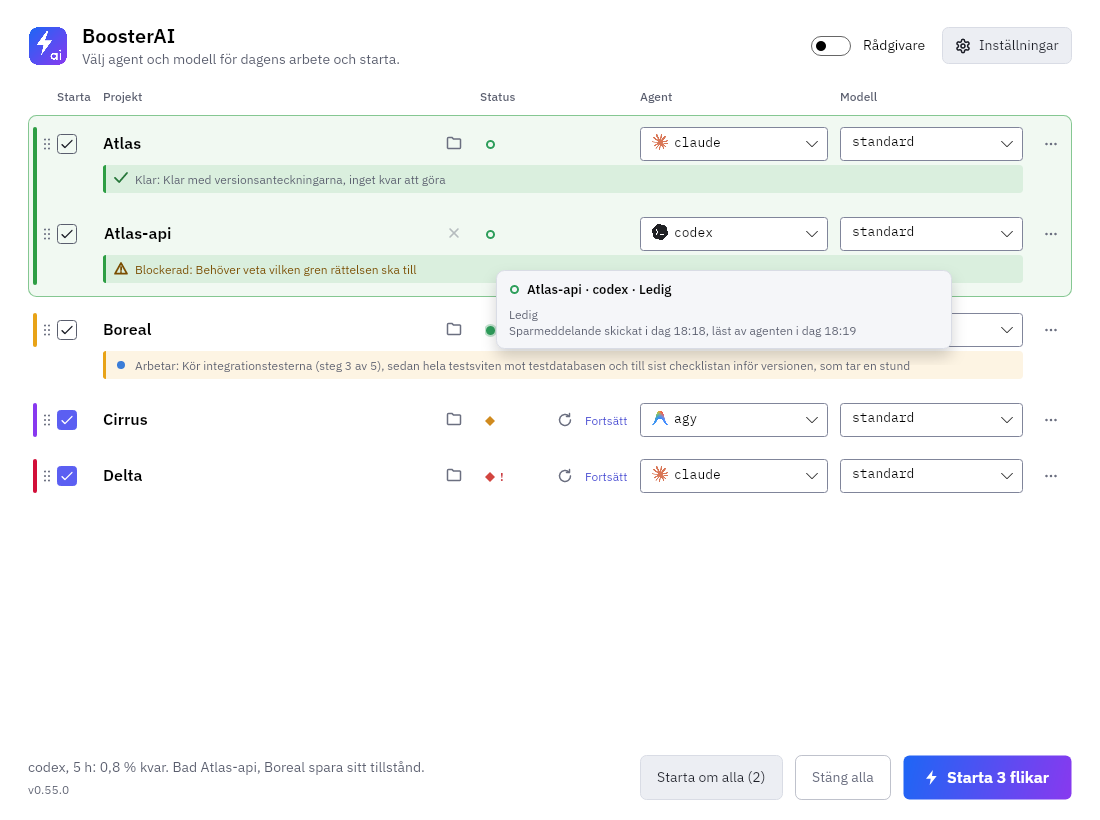 ai
BoosterAI
Välj agent och modell för dagens arbete och starta.
Rådgivare
Inställningar
Starta Projekt Status Agent Modell
Atlas claude standard
Klar: Klar med versionsanteckningarna, inget kvar att göra
Atlas-api codex standard
Blockerad: Behöver veta vilken gren rättelsen ska till
Atlas-api · codex · Ledig
Ledig
Sparmeddelande skickat i dag 18:18, läst av agenten i dag 18:19
Boreal
Arbetar: Kör integrationstesterna (steg 3 av 5), sedan hela testsviten mot testdatabasen och till sist checklistan inför versionen, som tar en stund
Cirrus Fortsätt agy standard
Delta ! Fortsätt claude standard
codex, 5 h: 0,8 % kvar. Bad Atlas-api, Boreal spara sitt tillstånd.
v0.55.0
Starta om alla (2)
Stäng alla
Starta 3 flikar